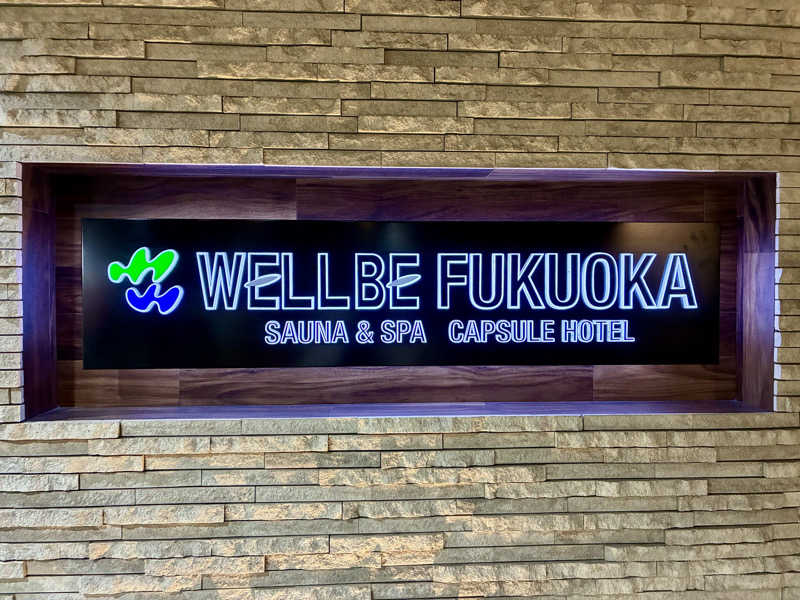 WELLBE FUKUOKA
SAUNA & SPA CAPSULE HOTEL